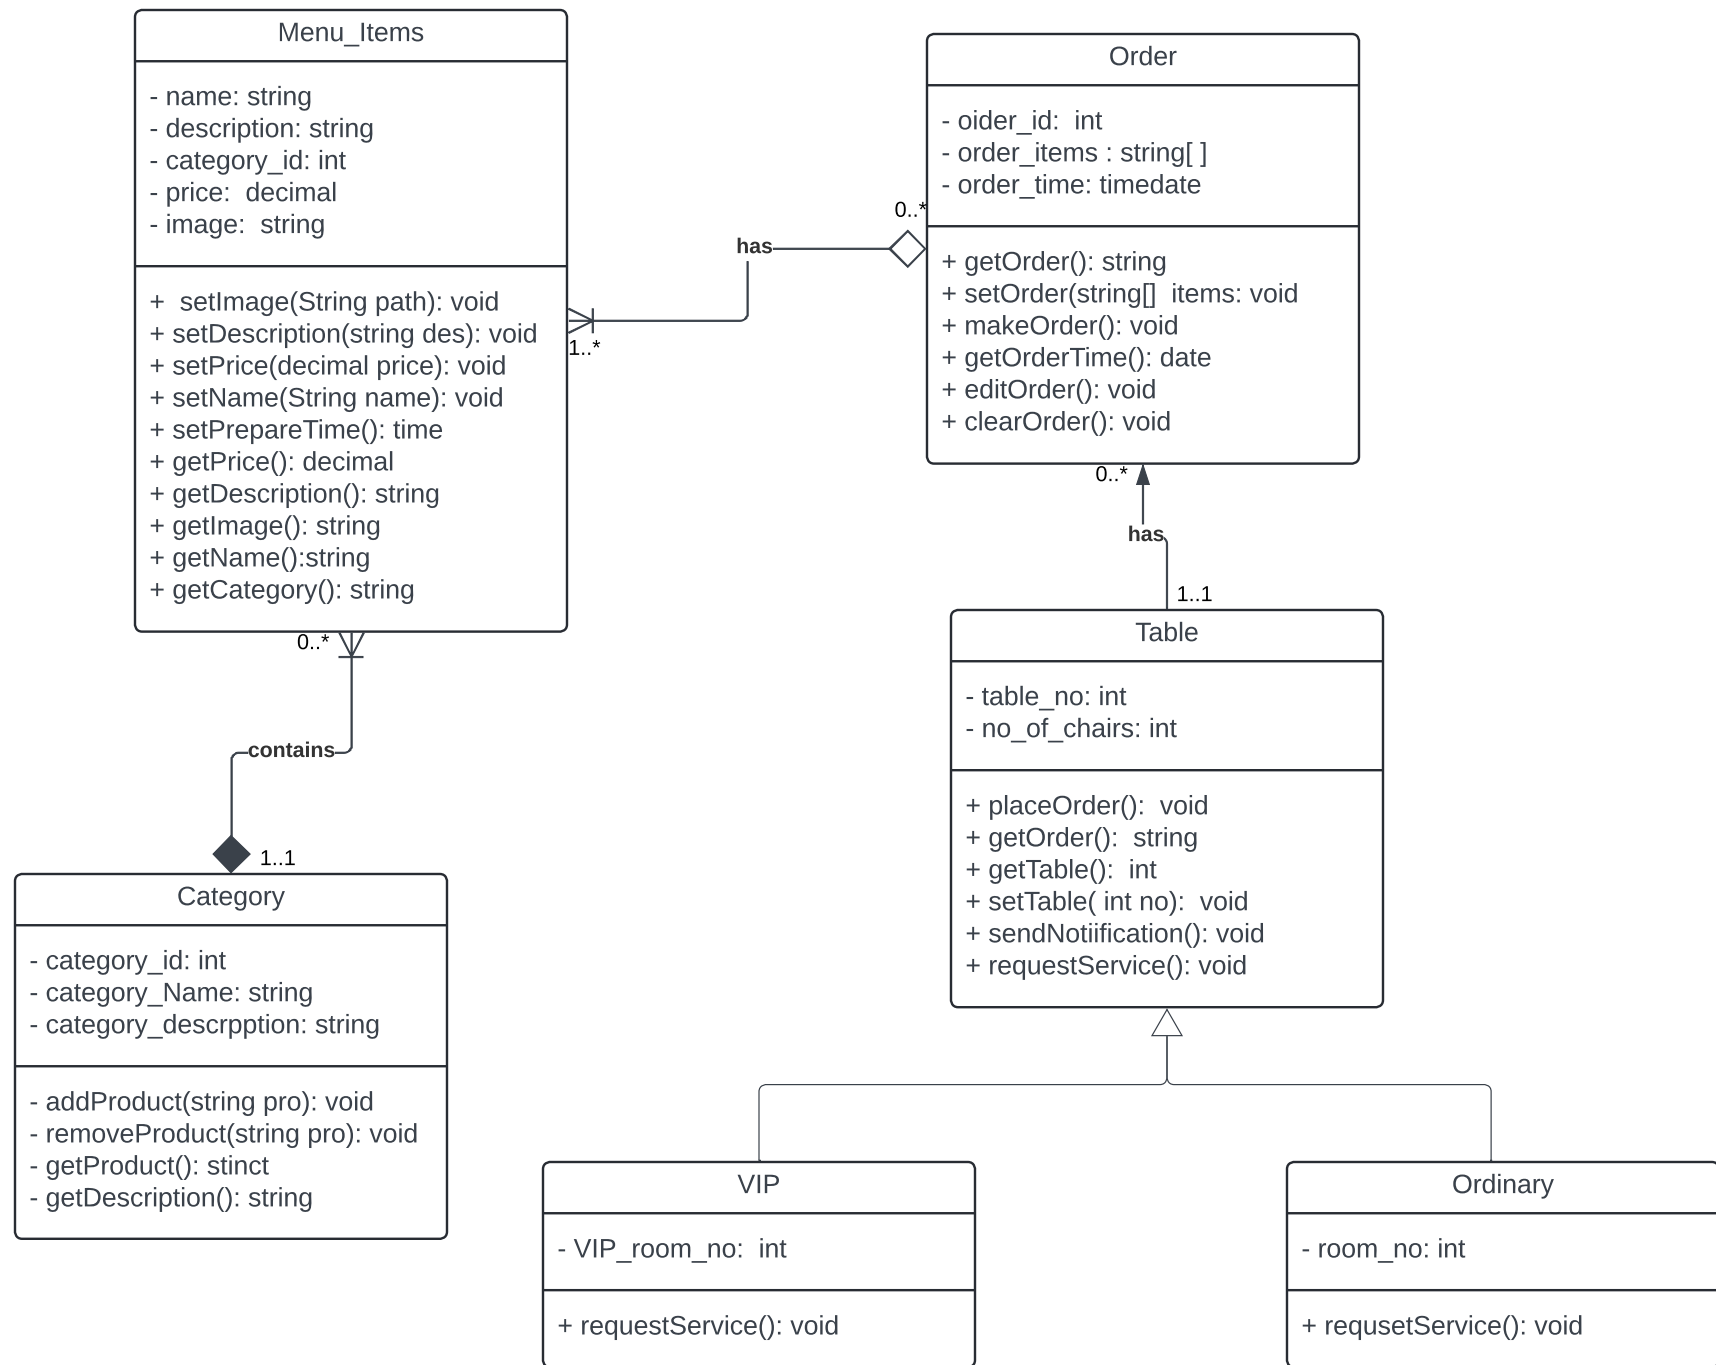 Menu_Items
- name: string
- description: string
- category_id: int
- price:  decimal
- image:  string
+  setImage(String path): void
+ setDescription(string des): void
+ setPrice(decimal price): void
+ setName(String name): void
+ setPrepareTime(): time
+ getPrice(): decimal
+ getDescription(): string
+ getImage(): string
+ getName():string
+ getCategory(): string
Order
- oider_id:  int
- order_items : string[ ]
- order_time: timedate
+ getOrder(): string
+ setOrder(string[]  items: void
+ makeOrder(): void
+ getOrderTime(): date
+ editOrder(): void
+ clearOrder(): void
0..*
has
1..*
0..*
has
1..1
Table
- table_no: int
- no_of_chairs: int
+ placeOrder():  void
+ getOrder():  string
+ getTable():  int
+ setTable( int no):  void
+ sendNotiification(): void
+ requestService(): void
0..*
contains
1..1
Category
- category_id: int
- category_Name: string
- category_descrpption: string
- addProduct(string pro): void
- removeProduct(string pro): void
- getProduct(): stinct
- getDescription(): string
VIP
- VIP_room_no:  int
+ requestService(): void
Ordinary
- room_no: int
+ requsetService(): void